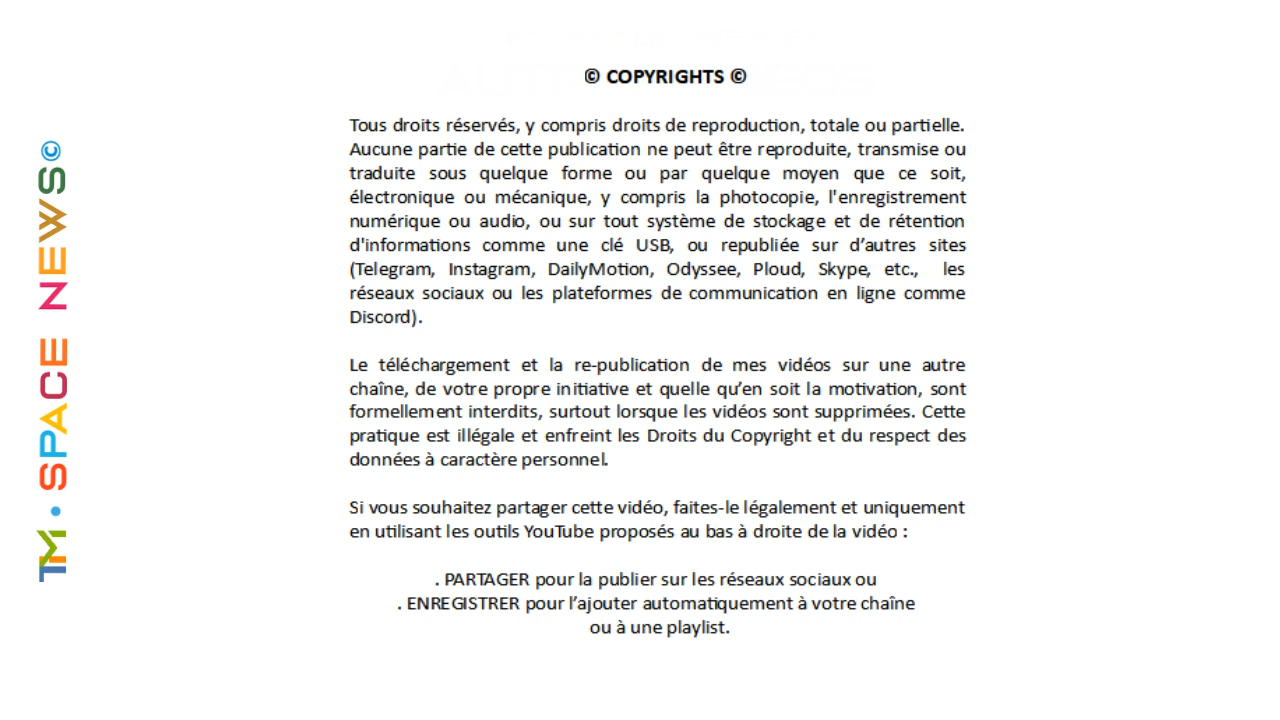 © COPYRIGHTS ©
Tous droits réservés, y compris droits de reproduction, totale ou partielle.
Aucune partie de cette publication ne peut être reproduite, transmise ou
traduite sous quelque forme ou par quelque moyen que ce soit,
électronique ou mécanique, y compris la photocopie, l'enregistrement
numérique ou audio, ou sur tout système de stockage et de rétention
d'informations comme une clé USB, ou republiée sur d’autres sites
(Telegram, Instagram, DailyMotion, Odyssee, Ploud, Skype, etc., les
réseaux sociaux ou les plateformes de communication en ligne comme
Discord).
Le téléchargement et la re-publication de mes vidéos sur une autre
chaîne, de votre propre initiative et quelle qu’en soit la motivation, sont
formellement interdits, surtout lorsque les vidéos sont supprimées. Cette
pratique est illégale et enfreint les Droits du Copyright et du respect des
données à caractère personnel.
Si vous souhaitez partager cette vidéo, faites-le légalement et uniquement
en utilisant les outils YouTube proposés au bas à droite de la vidéo :
. PARTAGER pour la publier sur les réseaux sociaux ou
. ENREGISTRER pour l’ajouter automatiquement à votre chaîne
ou à une playlist.
TM • SPACE NEWS©